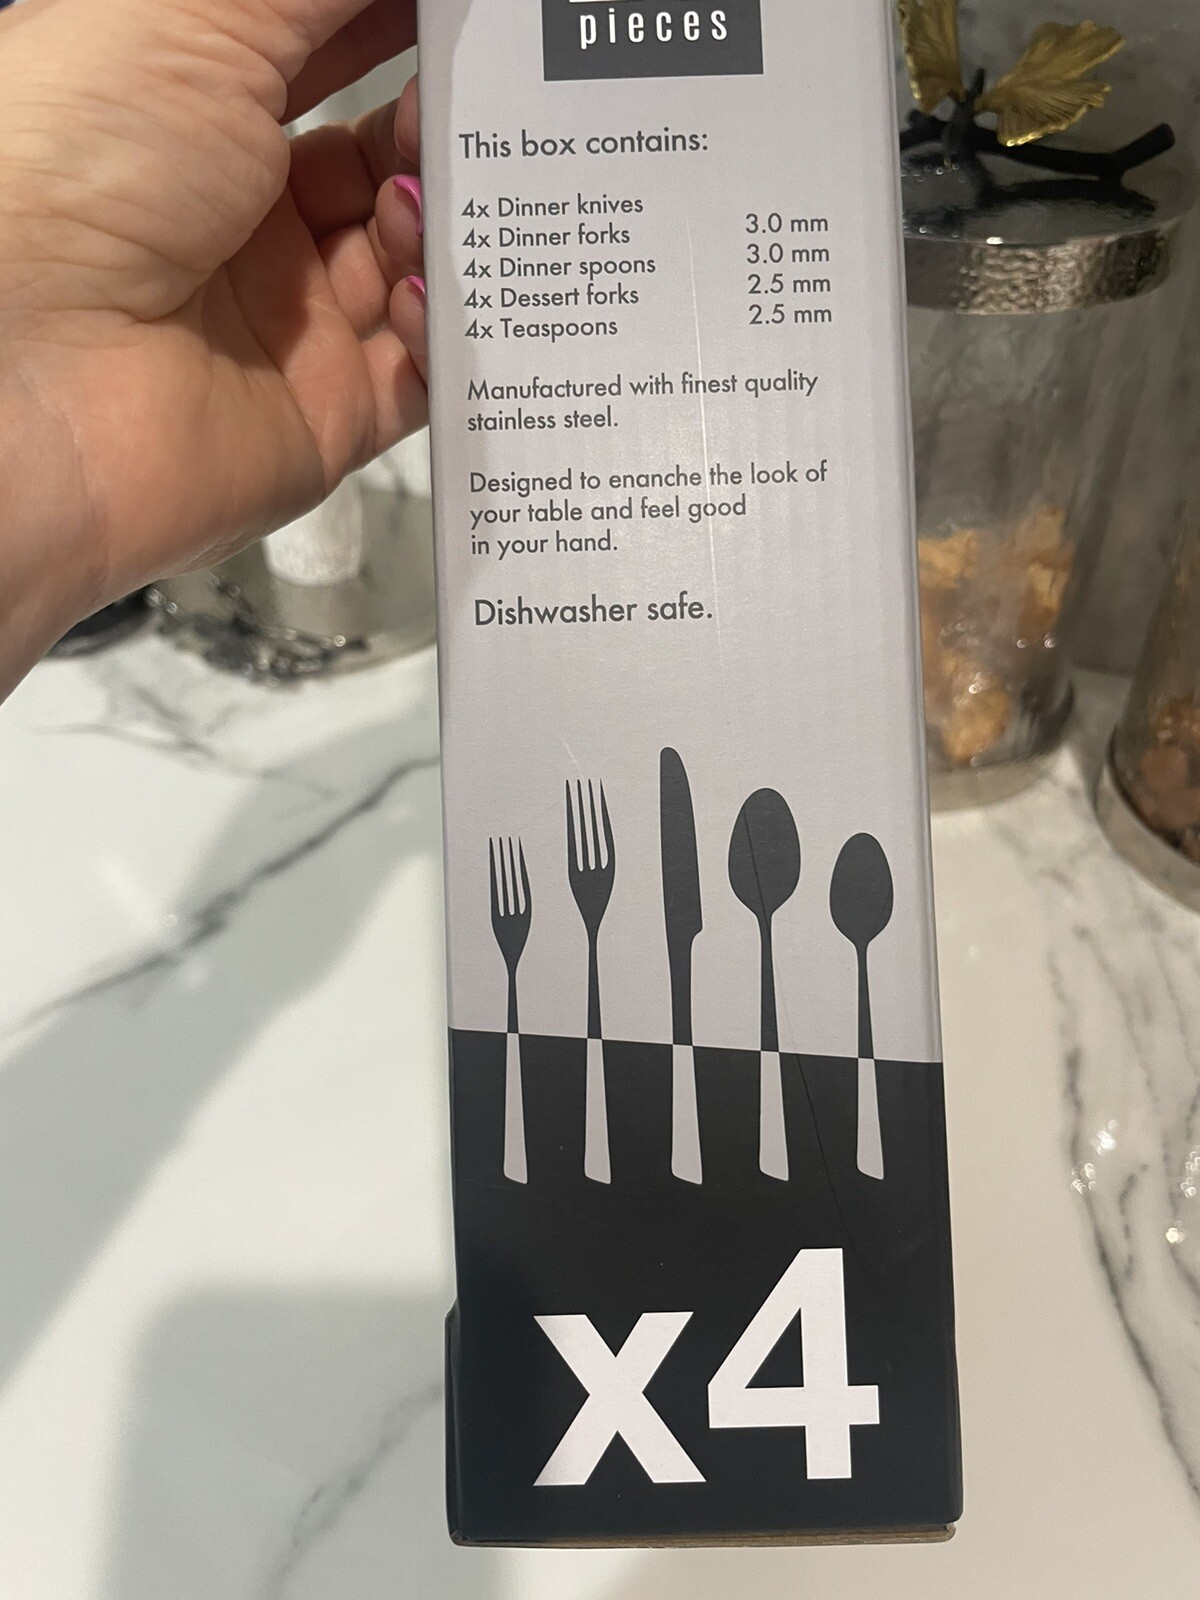 pieces
This box contains:
4x Dinner knives
4x Dinner forks 3.0 mm
4x Dinner spoons 3.0 mm
4x Dessert forks 2.5 mm
4x Teaspoons 2.5 mm
Manufactured with finest quality
stainless steel.
Designed to enanche the look of
your table and feel good
in your hand.
Dishwasher safe.
x4